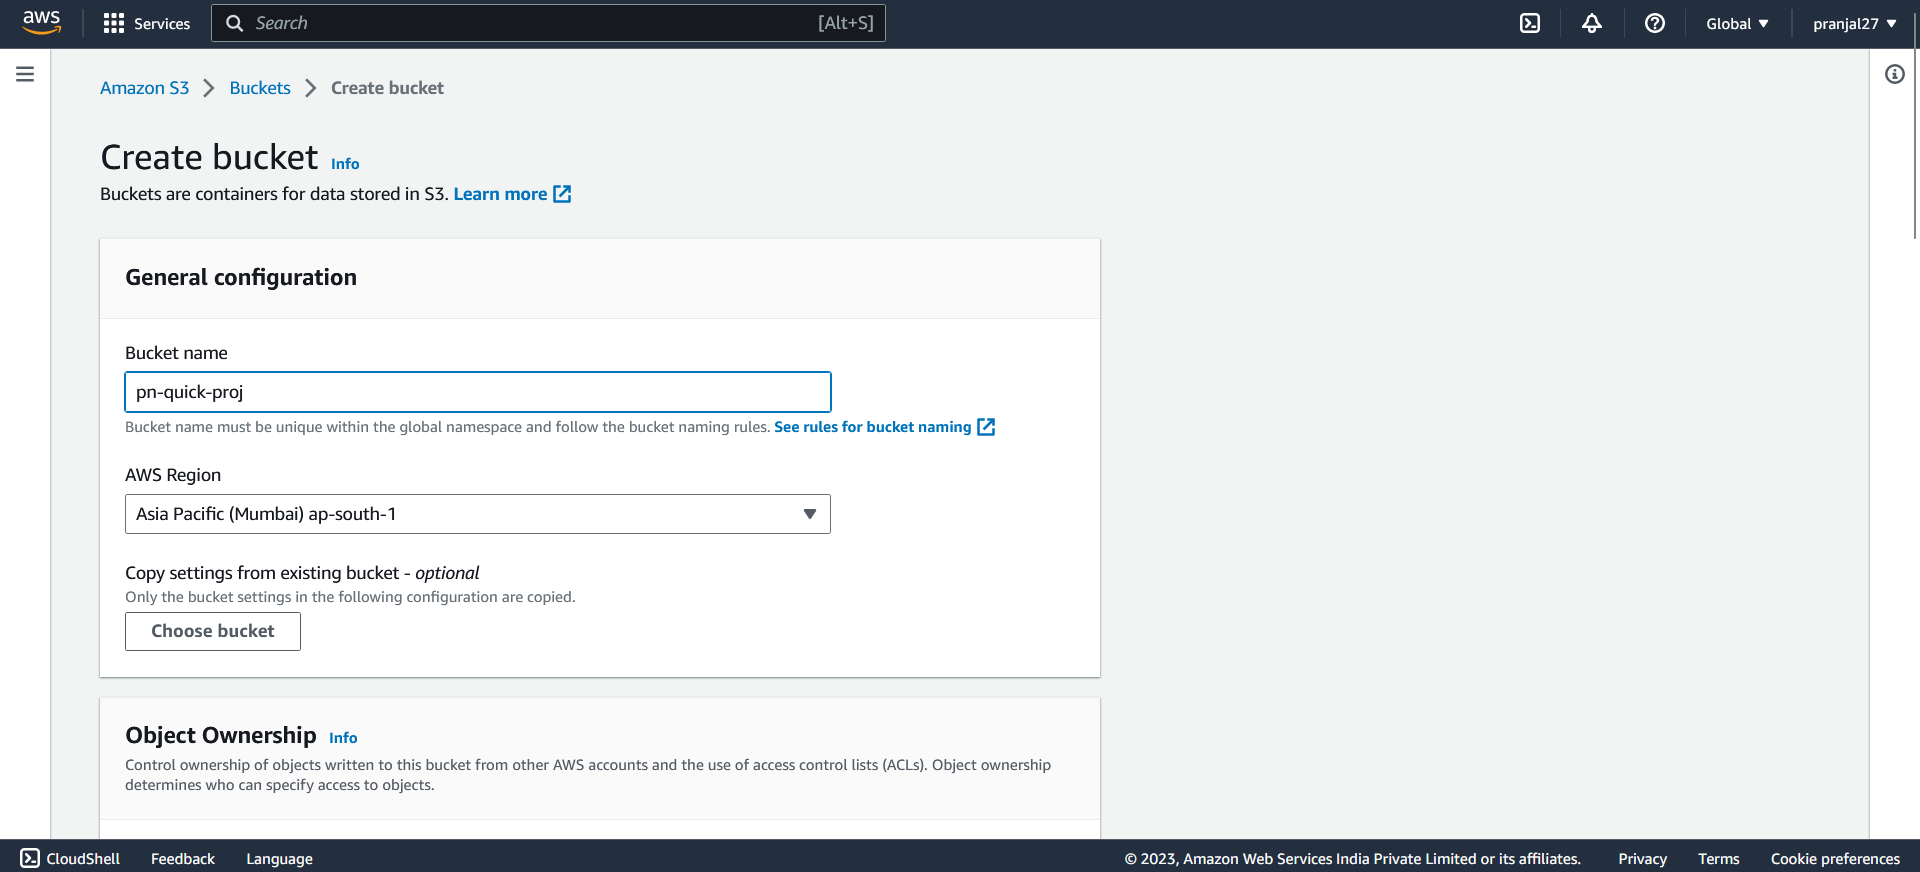 aws Services Search [Alt+S] Global pranjal27
Amazon S3 Buckets Create bucket
Create bucket Info
Buckets are containers for data stored in S3. Learn more
General configuration
Bucket name
pn-quick-proj
Bucket name must be unique within the global namespace and follow the bucket naming rules. See rules for bucket naming
AWS Region
Asia Pacific (Mumbai) ap-south-1
Copy settings from existing bucket - optional
Only the bucket settings in the following configuration are copied.
Choose bucket
Object Ownership Info
Control ownership of objects written to this bucket from other AWS accounts and the use of access control lists (ACLs). Object ownership
determines who can specify access to objects.
CloudShell Feedback Language © 2023, Amazon Web Services India Private Limited or its affiliates. Privacy Terms Cookie preferences